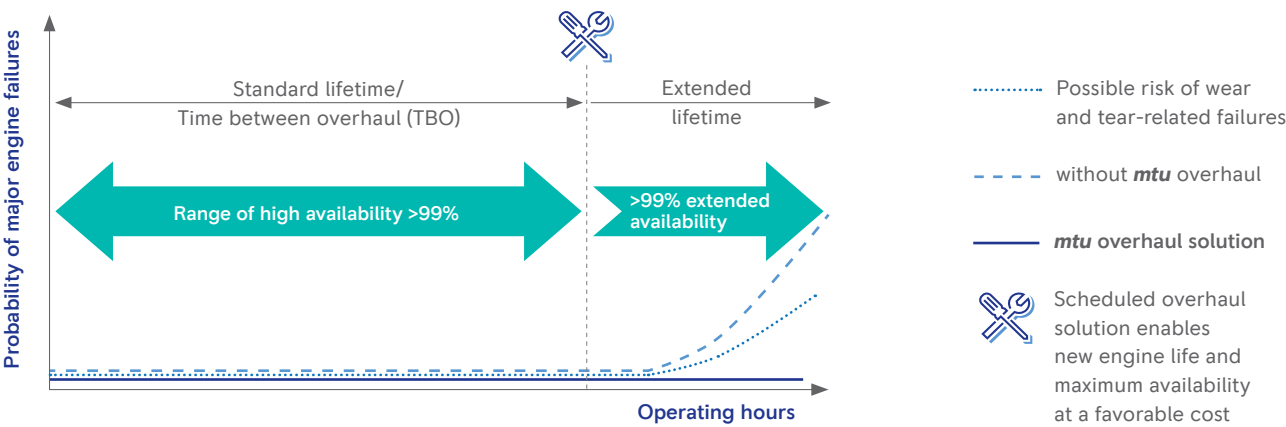 Probability of major engine failures
Standard lifetime/
Time between overhaul (TBO)
Extended
lifetime
Range of high availability >99%
>99% extended
availability
Operating hours
Possible risk of wear
and tear-related failures
without mtu overhaul
mtu overhaul solution
Scheduled overhaul
solution enables
new engine life and
maximum availability
at a favorable cost